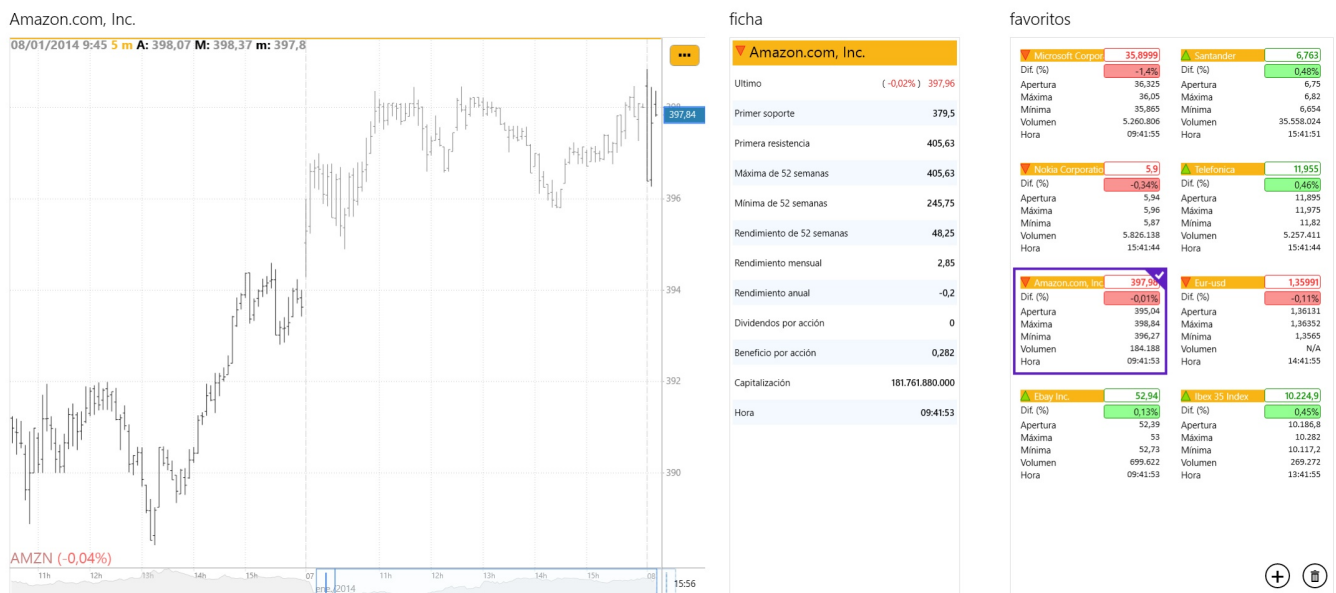 Amazon.com, Inc.
08/01/2014 9:45 5 m A: 398,07 M: 398,37 m: 397,8
•••
398
397,84
396
394
392
390
AMZN (-0,04%)
11h 12h 13h 14h 15h 07 11h 12h 13h 14h 15h 08
ene./2014
15:56
ficha
Amazon.com, Inc.
Ultimo (-0,02%) 397,96
Primer soporte 379,5
Primera resistencia 405,63
Máxima de 52 semanas 405,63
Mínima de 52 semanas 245,75
Rendimiento de 52 semanas 48,25
Rendimiento mensual 2,85
Rendimiento anual -0,2
Dividendos por acción 0
Beneficio por acción 0,282
Capitalización 181.761.880.000
Hora 09:41:53
favoritos
Microsoft Corpor 35,8999
Dif. (%) -1,4%
Apertura 36,325
Máxima 36,05
Mínima 35,865
Volumen 5.260.806
Hora 09:41:55
Santander 6,763
Dif. (%) 0,48%
Apertura 6,75
Máxima 6,82
Mínima 6,654
Volumen 35.558.024
Hora 15:41:51
Nokia Corporatio 5,9
Dif. (%) -0,34%
Apertura 5,94
Máxima 5,96
Mínima 5,87
Volumen 5.826.138
Hora 15:41:44
Telefonica 11,955
Dif. (%) 0,46%
Apertura 11,895
Máxima 11,975
Mínima 11,82
Volumen 5.257.411
Hora 15:41:44
Amazon.com, Inc 397,98
Dif. (%) -0,01%
Apertura 395,04
Máxima 398,84
Mínima 396,27
Volumen 184.188
Hora 09:41:53
Eur-usd 1,35991
Dif. (%) -0,11%
Apertura 1,36131
Máxima 1,36352
Mínima 1,3565
Volumen N/A
Hora 14:41:55
Ebay Inc. 52,94
Dif. (%) 0,13%
Apertura 52,39
Máxima 53
Mínima 52,73
Volumen 699.622
Hora 09:41:53
Ibex 35 Index 10.224,9
Dif. (%) 0,45%
Apertura 10.186,8
Máxima 10.282
Mínima 10.117,2
Volumen 269.272
Hora 13:41:55